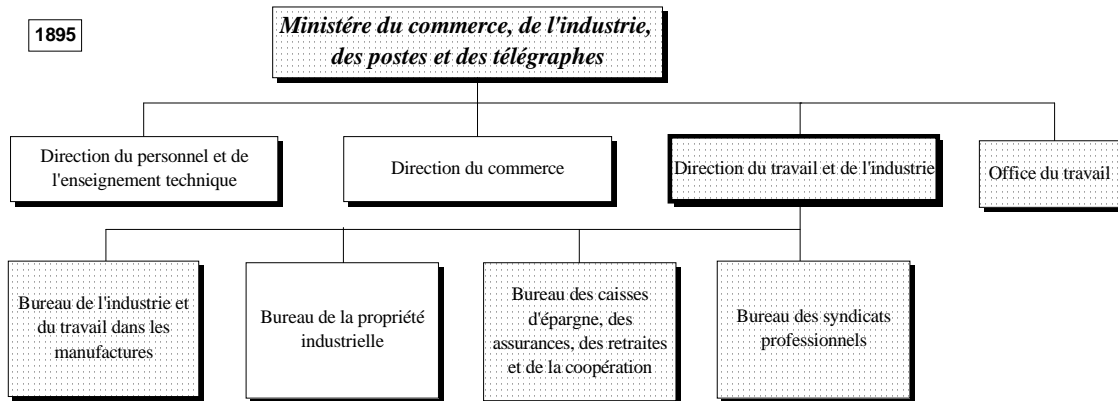 1895
Ministére du commerce, de l'industrie,
des postes et des télégraphes
Direction du personnel et de
l'enseignement technique
Direction du commerce
Direction du travail et de l'industrie
Office du travail
Bureau de l'industrie et
du travail dans les
manufactures
Bureau de la propriété
industrielle
Bureau des caisses
d'épargne, des
assurances, des retraites
et de la coopération
Bureau des syndicats
professionnels